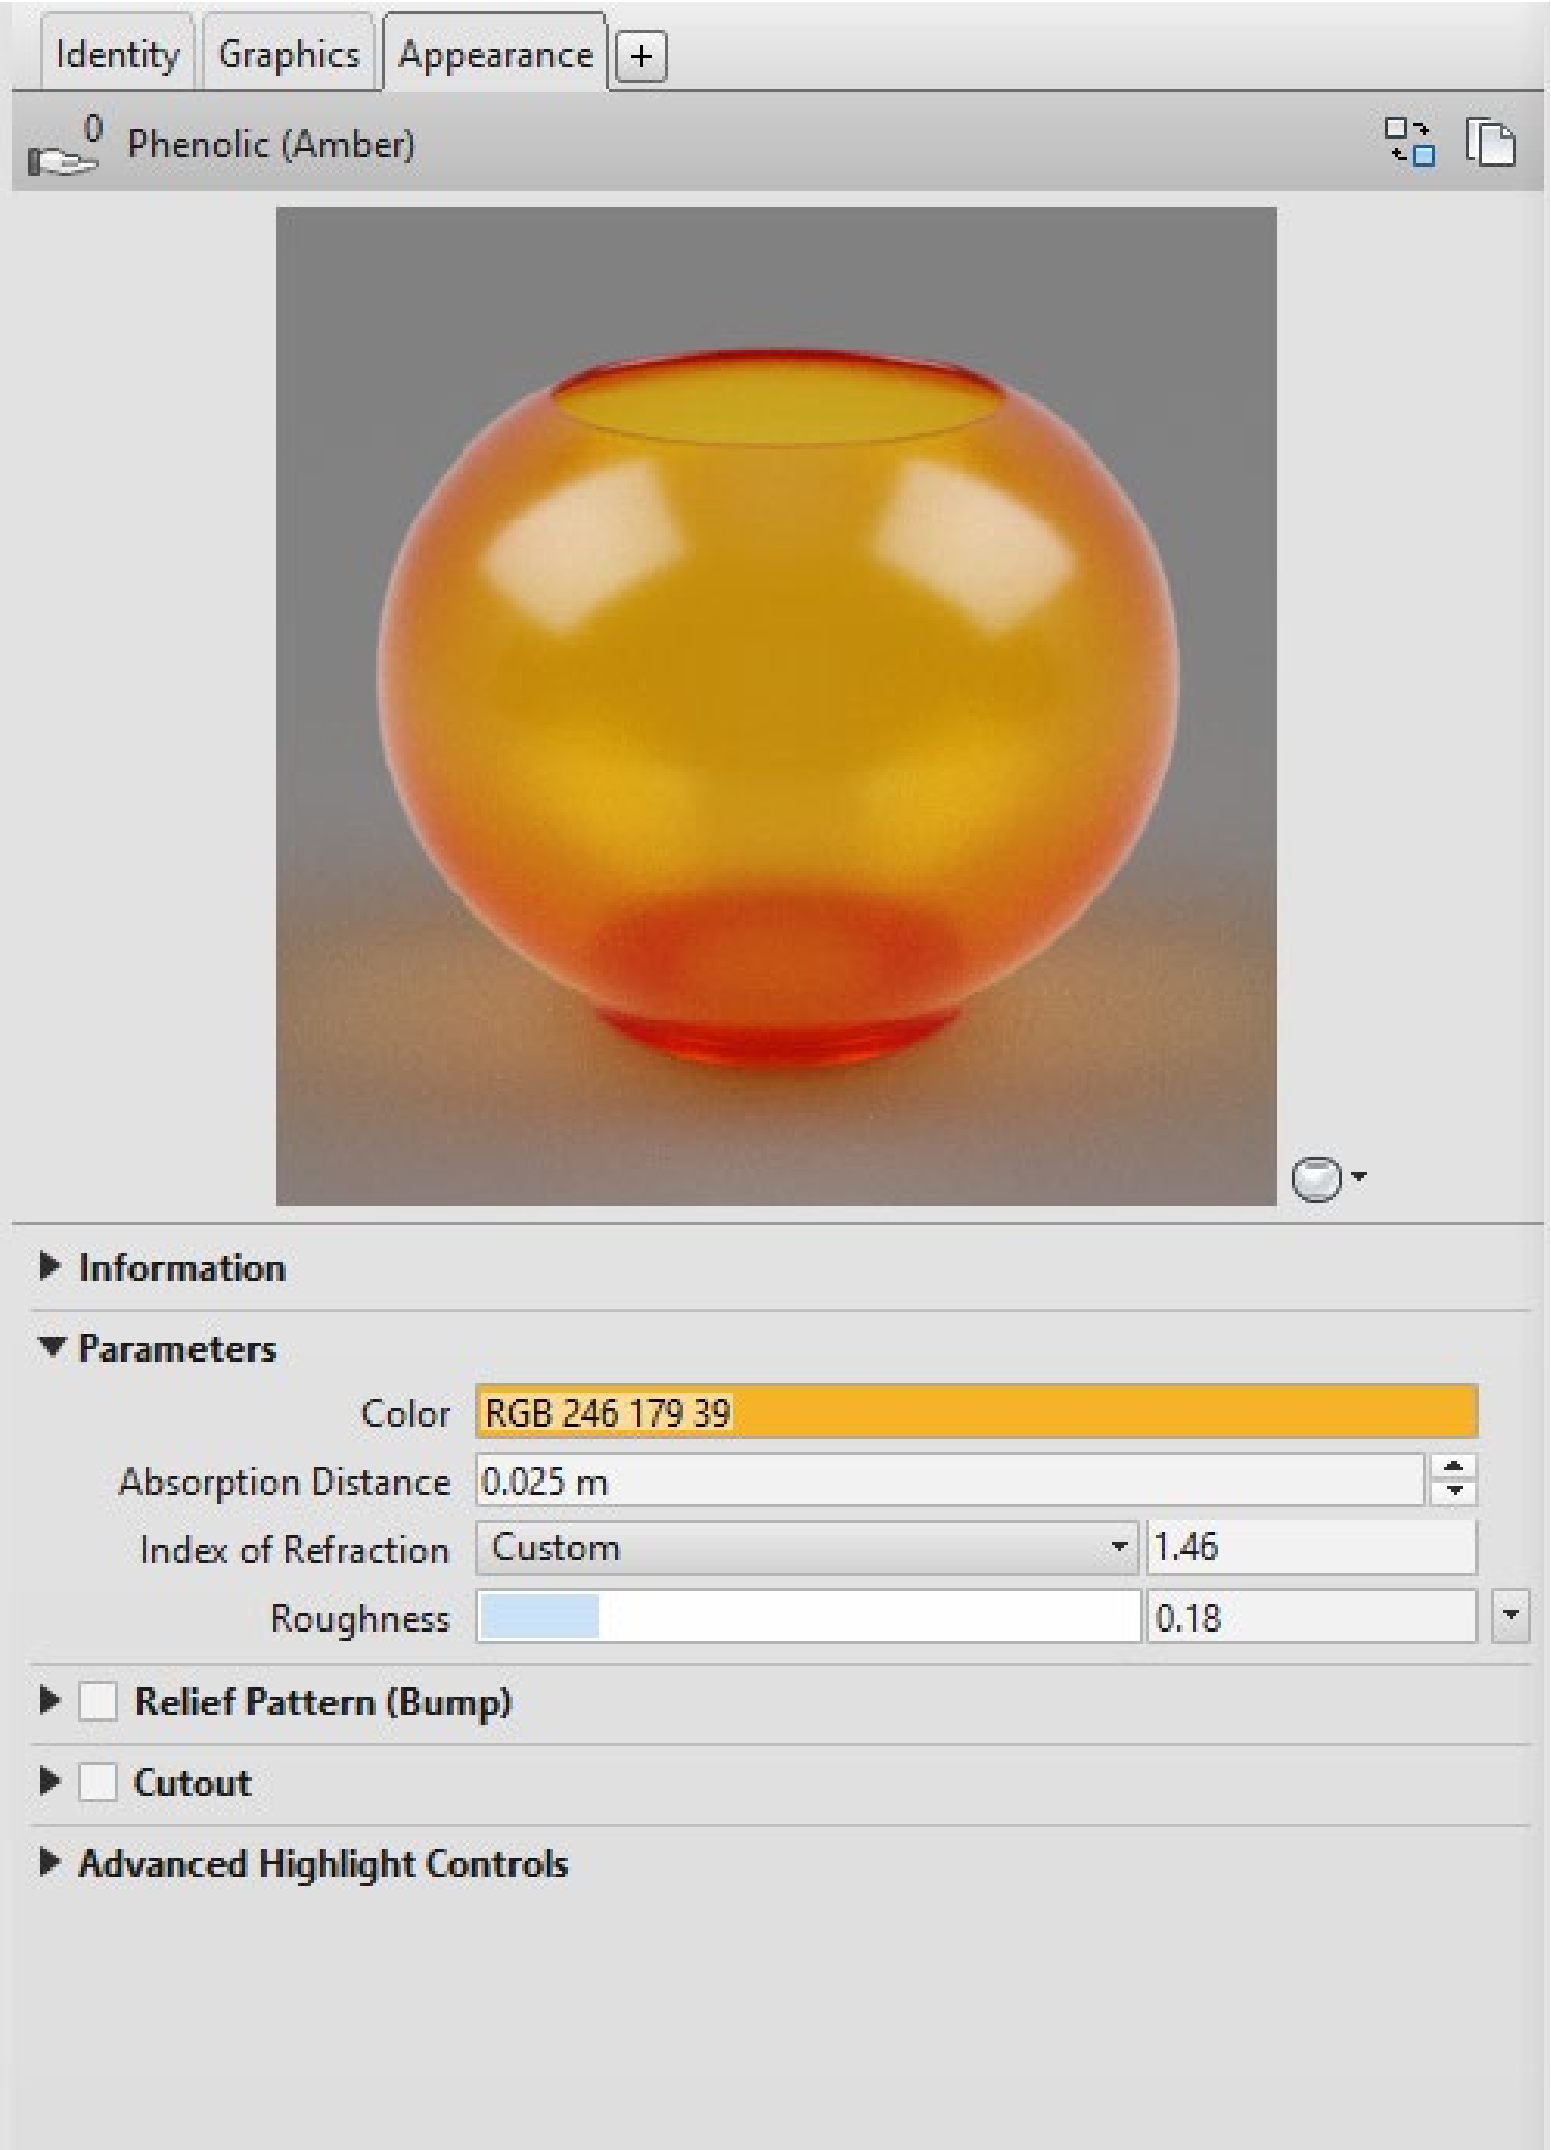 Identity Graphics Appearance +
0 Phenolic (Amber)
Information
Parameters
Color RGB 246 179 39
Absorption Distance 0.025 m
Index of Refraction Custom 1.46
Roughness 0.18
Relief Pattern (Bump)
Cutout
Advanced Highlight Controls